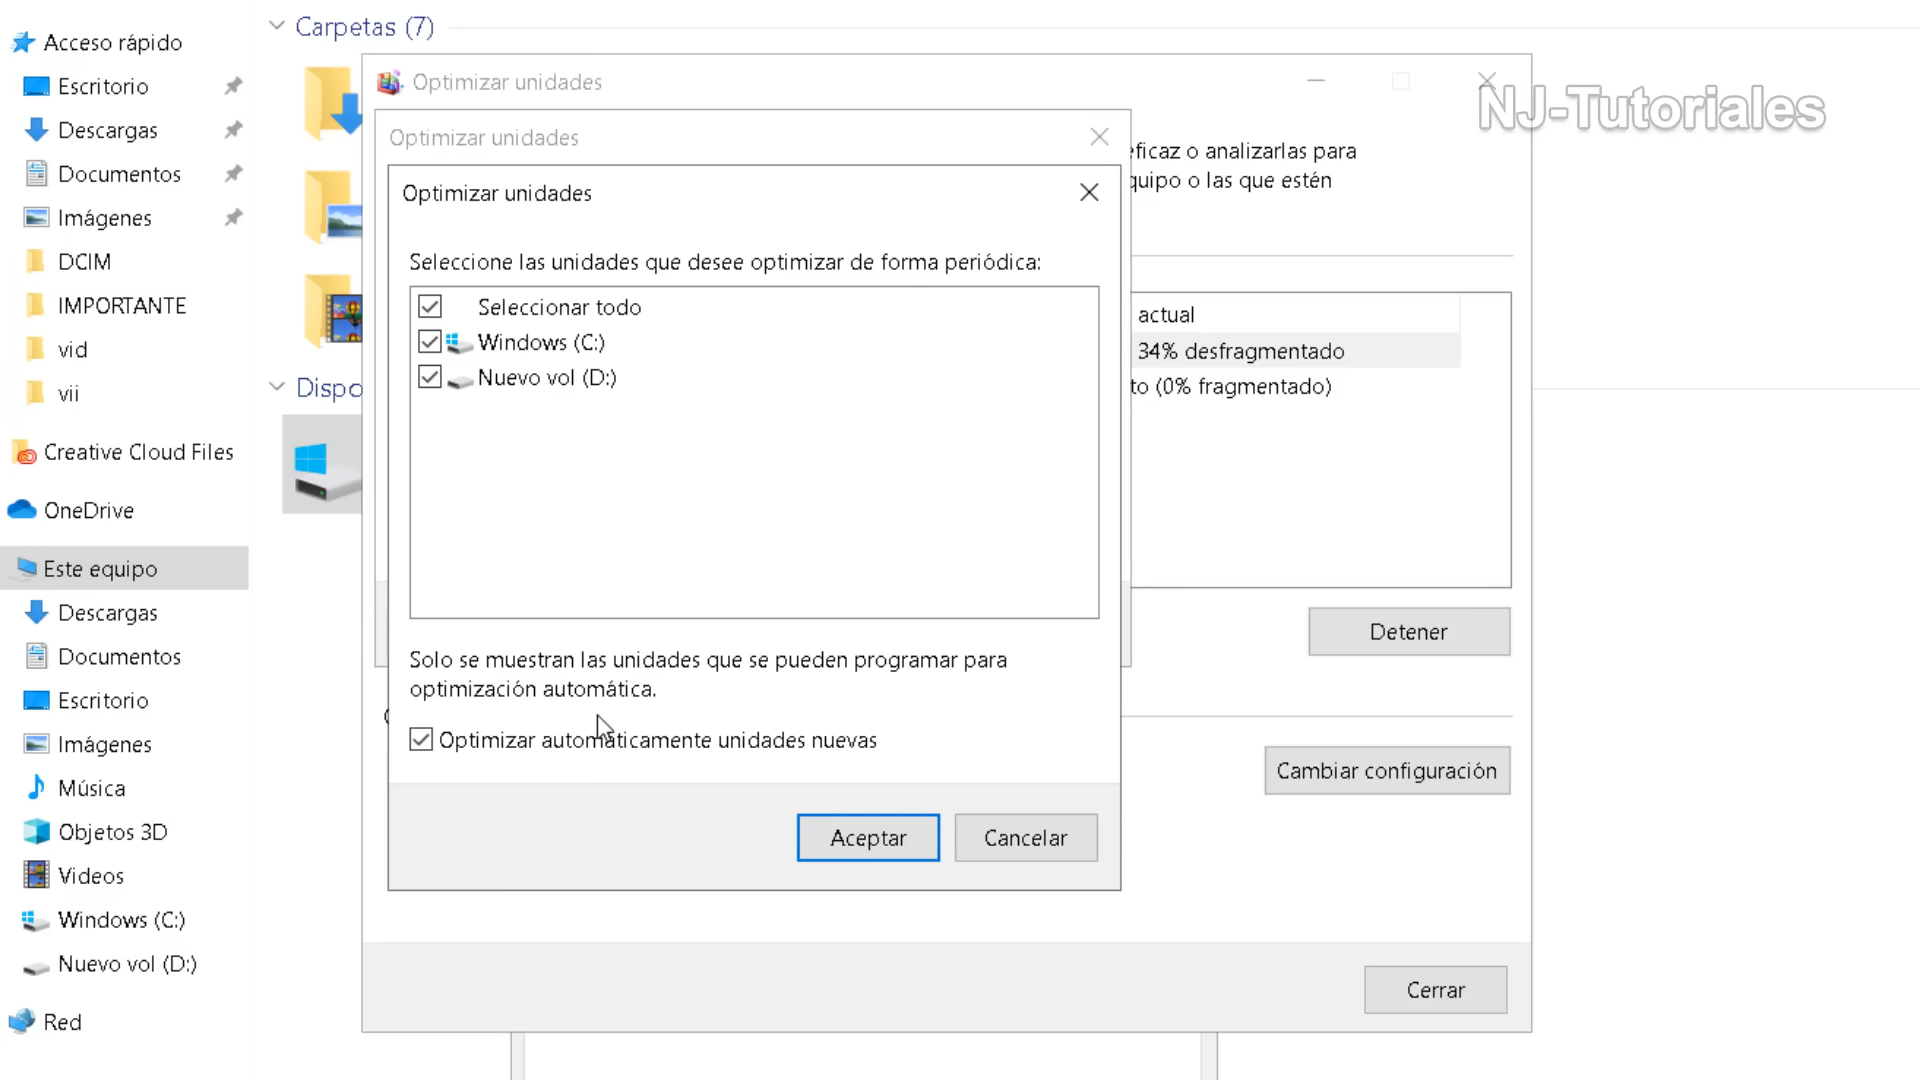 Acceso rápido
Escritorio
Descargas
Documentos
Imágenes
DCIM
IMPORTANTE
vid
vii
Creative Cloud Files
OneDrive
Este equipo
Descargas
Documentos
Escritorio
Imágenes
Música
Objetos 3D
Videos
Windows (C:)
Nuevo vol (D:)
Red
Carpetas (7)
Dispo
Optimizar unidades
NJ-Tutoriales
eficaz o analizarlas para
quipo o las que estén
actual
34% desfragmentado
to (0% fragmentado)
Detener
Cambiar configuración
Cerrar
Optimizar unidades
Optimizar unidades
Seleccione las unidades que desee optimizar de forma periódica:
Seleccionar todo
Windows (C:)
Nuevo vol (D:)
Solo se muestran las unidades que se pueden programar para
optimización automática.
Optimizar automáticamente unidades nuevas
Aceptar
Cancelar